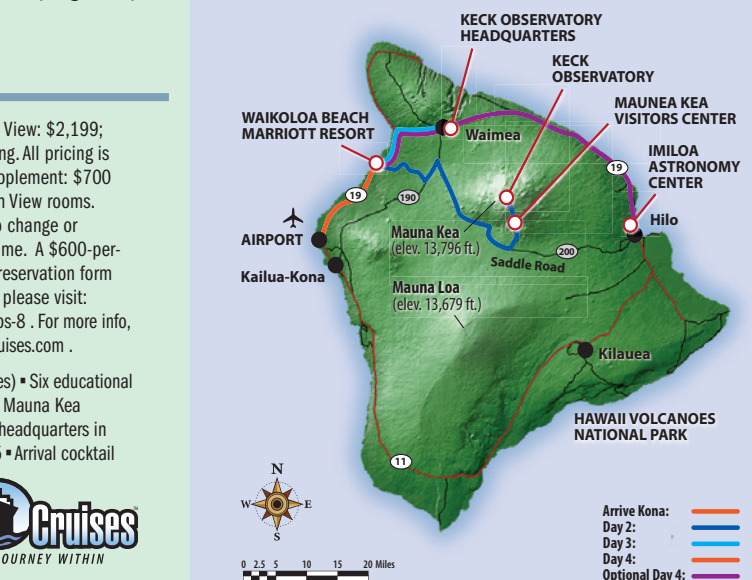 View: $2,199;
ng. All pricing is
pplement: $700
n View rooms.
o change or
me. A $600-per-
reservation form
please visit:
os-8 . For more info,
uises.com .
es) ▪ Six educational
Mauna Kea
headquarters in
▪ Arrival cocktail
Cruises
OURNEY WITHIN
KECK OBSERVATORY
HEADQUARTERS
KECK
OBSERVATORY
MAUNEA KEA
VISITORS CENTER
WAIKOLOA BEACH
MARRIOTT RESORT
Waimea
IMILOA
ASTRONOMY
CENTER
19
19
190
Hilo
AIRPORT
Mauna Kea
(elev. 13,796 ft.)
200
Saddle Road
Kailua-Kona
Mauna Loa
(elev. 13,679 ft.)
Kilauea
HAWAII VOLCANOES
NATIONAL PARK
11
N
W
E
S
0 2.5 5 10 15 20 Miles
Arrive Kona:
Day 2:
Day 3:
Day 4:
Optional Day 4: